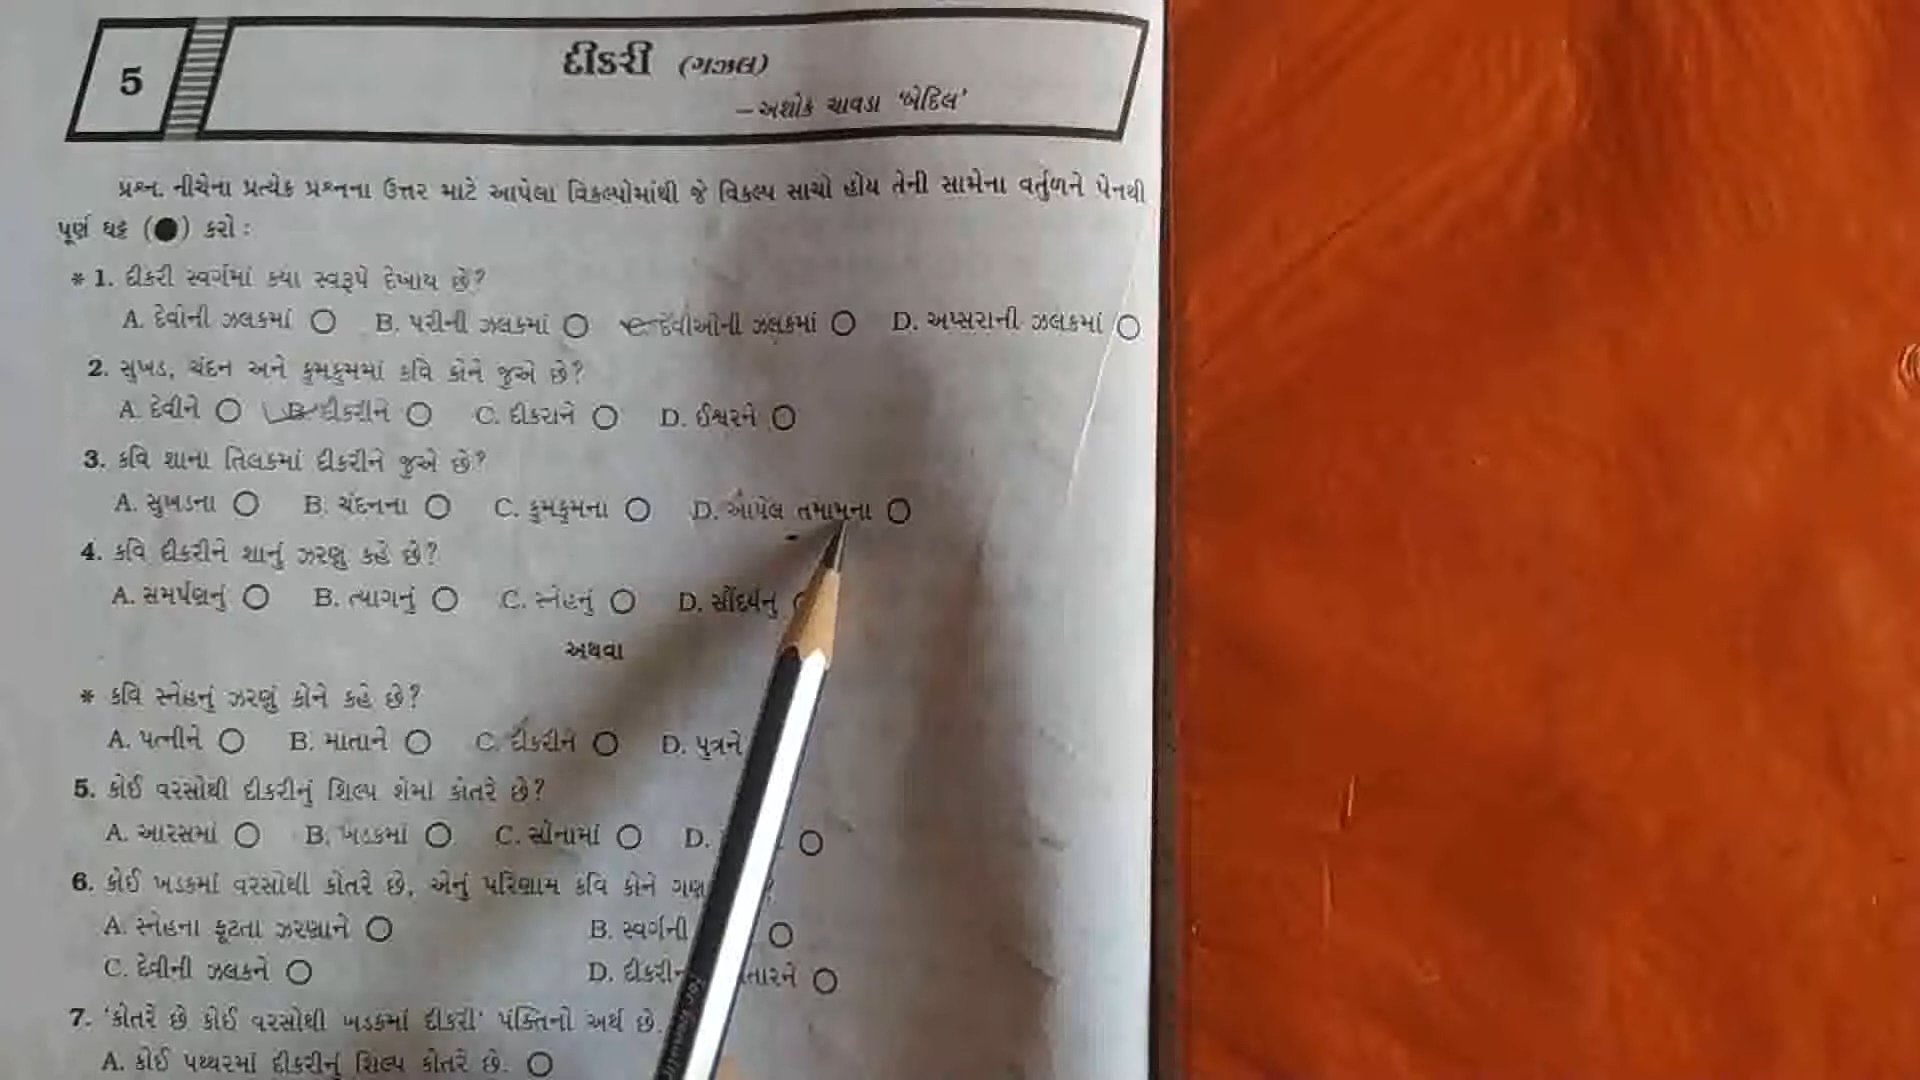 5
દીકરી (ગઝલ)
– અશોક ચાવડા 'બેદિલ'
પ્રશ્ન. નીચેના પ્રત્યેક પ્રશ્નના ઉત્તર માટે આપેલા વિકલ્પોમાંથી જે વિકલ્પ સાચો હોય તેની સામેના વર્તુળને પેનથી
પૂર્ણ ઘટ્ટ (●) કરો :
* 1. દીકરી સ્વર્ગમાં ક્યા સ્વરૂપે દેખાય છે?
A. દેવોની ઝલકમાં ○ B. પરીની ઝલકમાં ○ દેવીઓની ઝલકમાં ○ D. અપ્સરાની ઝલકમાં ○
2. સુખડ, ચંદન અને કુમકુમમાં કવિ કોને જુએ છે?
A. દેવીને ○ B. દીકરીને ○ C. દીકરાને ○ D. ઈશ્વરને ○
3. કવિ શાના તિલકમાં દીકરીને જુએ છે?
A. સુખડના ○ B. ચંદનના ○ C. કુમકુમના ○ D. આપેલ તમામના ○
4. કવિ દીકરીને શાનું ઝરણું કહે છે?
A. સમર્પણનું ○ B. ત્યાગનું ○ C. સ્નેહનું ○ D. સૌંદર્યનું
અથવા
* કવિ સ્નેહનું ઝરણું કોને કહે છે?
A. પત્નીને ○ B. માતાને ○ C. દીકરીને ○ D. પુત્રને
5. કોઈ વરસોથી દીકરીનું શિલ્પ શેમાં કોતરે છે?
A. આરસમાં ○ B. ખડકમાં ○ C. સોનામાં ○ D. ○
6. કોઈ ખડકમાં વરસોથી કોતરે છે, એનું પરિણામ કવિ કોને ?
A. સ્નેહના ફૂટતા ઝરણાને ○ B. સ્વર્ગની ○
C. દેવીની ઝલકને ○ D. ○
7. 'કોતરે છે કોઈ વરસોથી ખડકમાં દીકરી' પંક્તિનો અર્થ છે.
A. કોઈ પથ્થરમાં દીકરીનું શિલ્પ કોતરે છે. ○